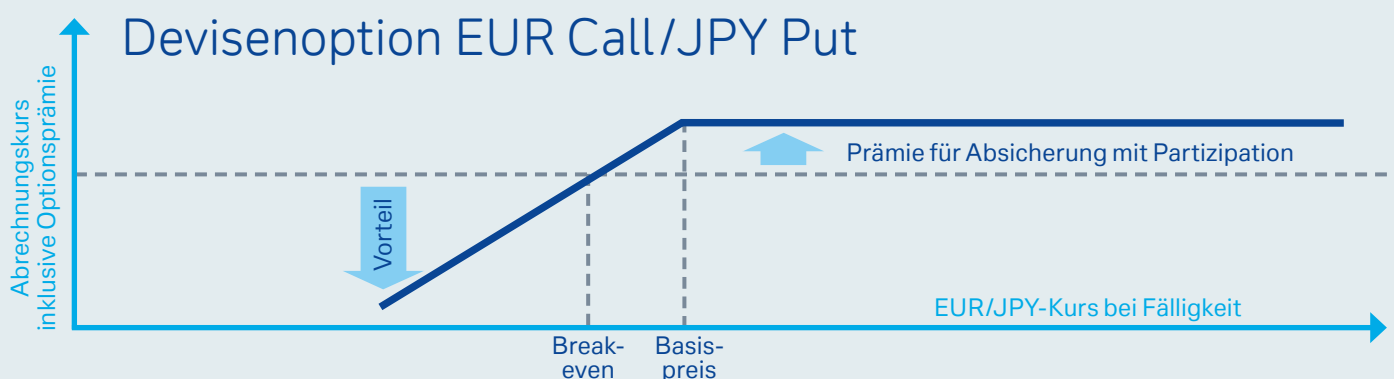 Devisenoption EUR Call/JPY Put
Abrechnungskurs
inklusive Optionsprämie
Prämie für Absicherung mit Partizipation
Vorteil
EUR/JPY-Kurs bei Fälligkeit
Break-
even
Basis-
preis